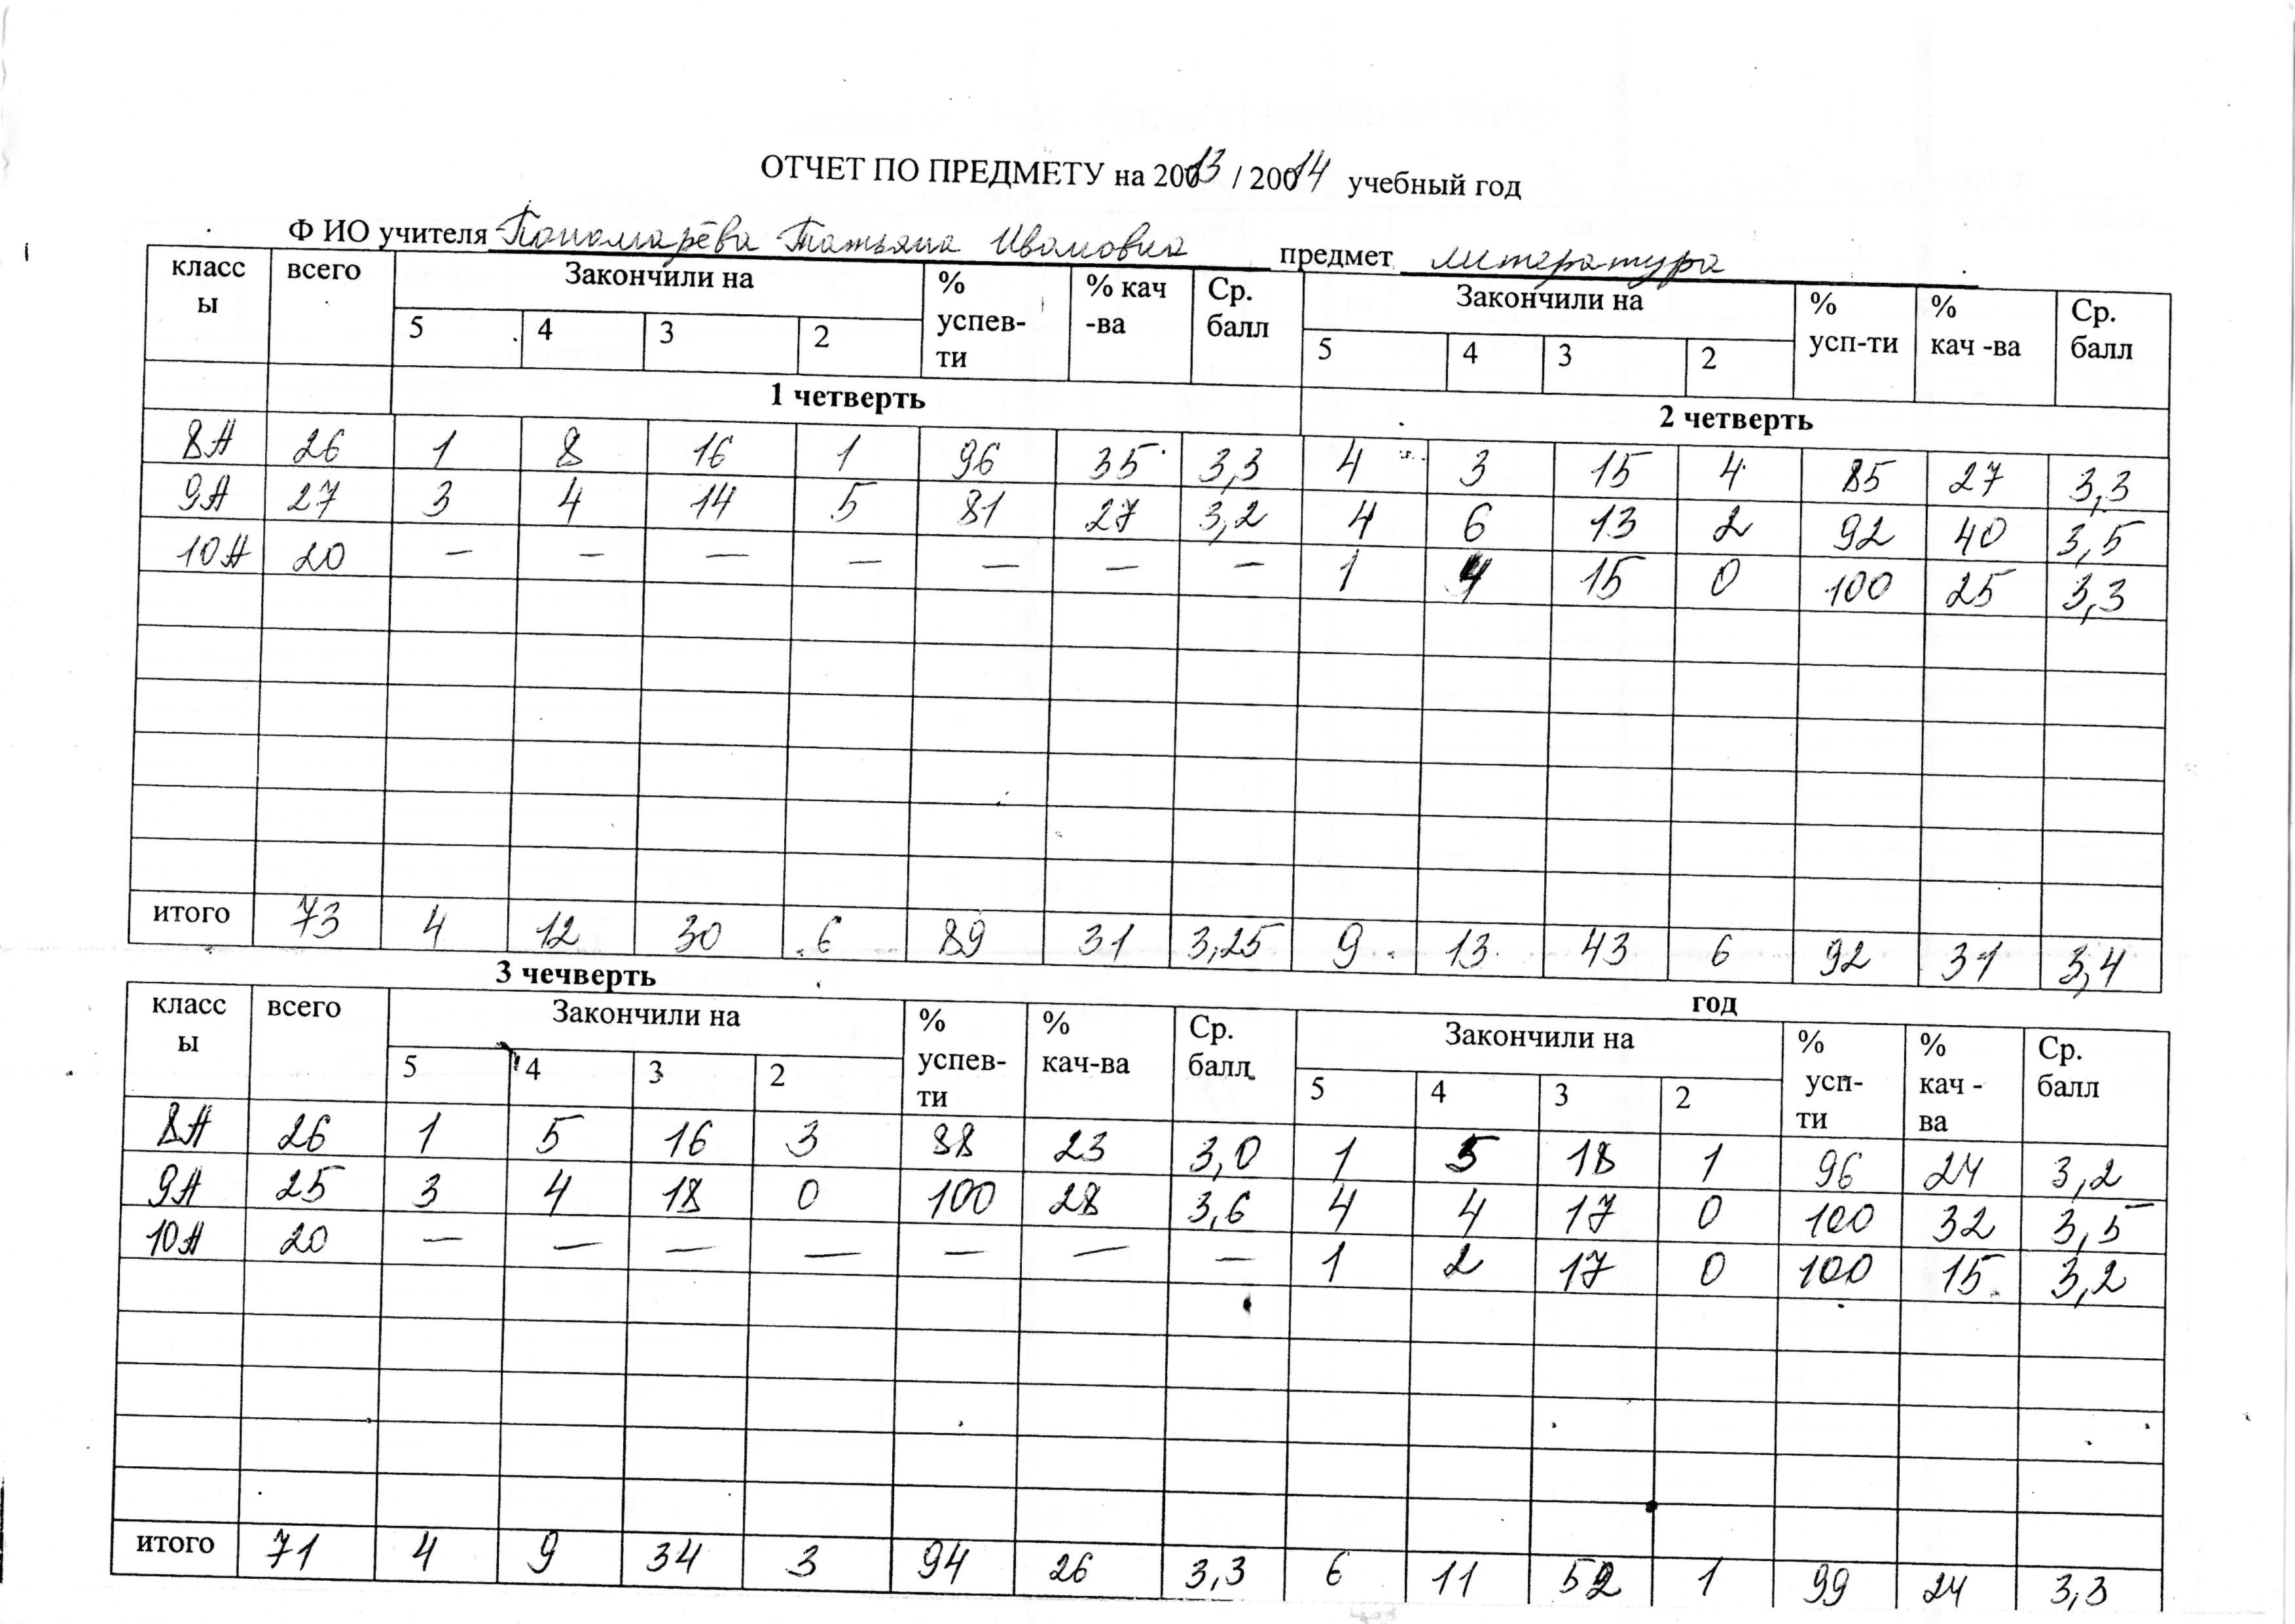 ОТЧЕТ ПО ПРЕДМЕТУ на 2013 / 2014 учебный год
Ф ИО учителя Пономарёва Татьяна Ивановна предмет литература
класс всего Закончили на % % кач Ср. Закончили на % % Ср.
ы 5 4 3 2 успев- -ва балл 5 4 3 2 усп-ти кач -ва балл
ти
1 четверть 2 четверть
8А 26 1 8 16 1 96 35 3,3 4 3 15 4 85 27 3,3
9А 27 3 4 14 5 81 27 3,2 4 6 13 2 92 40 3,5
10А 20 — — — — — — — 1 4 15 0 100 25 3,3
итого 73 4 12 30 6 89 31 3,25 9 13 43 6 92 31 3,4
3 чечверть год
класс всего Закончили на % % Ср. Закончили на % % Ср.
ы 5 4 3 2 успев- кач-ва балл 5 4 3 2 усп- кач - балл
ти ти ва
8А 26 1 5 16 3 88 23 3,0 1 5 18 1 96 24 3,2
9А 25 3 4 18 0 100 28 3,6 4 4 17 0 100 32 3,5
10А 20 — — — — — — — 1 2 17 0 100 15 3,2
итого 71 4 9 34 3 94 26 3,3 6 11 52 1 99 24 3,3